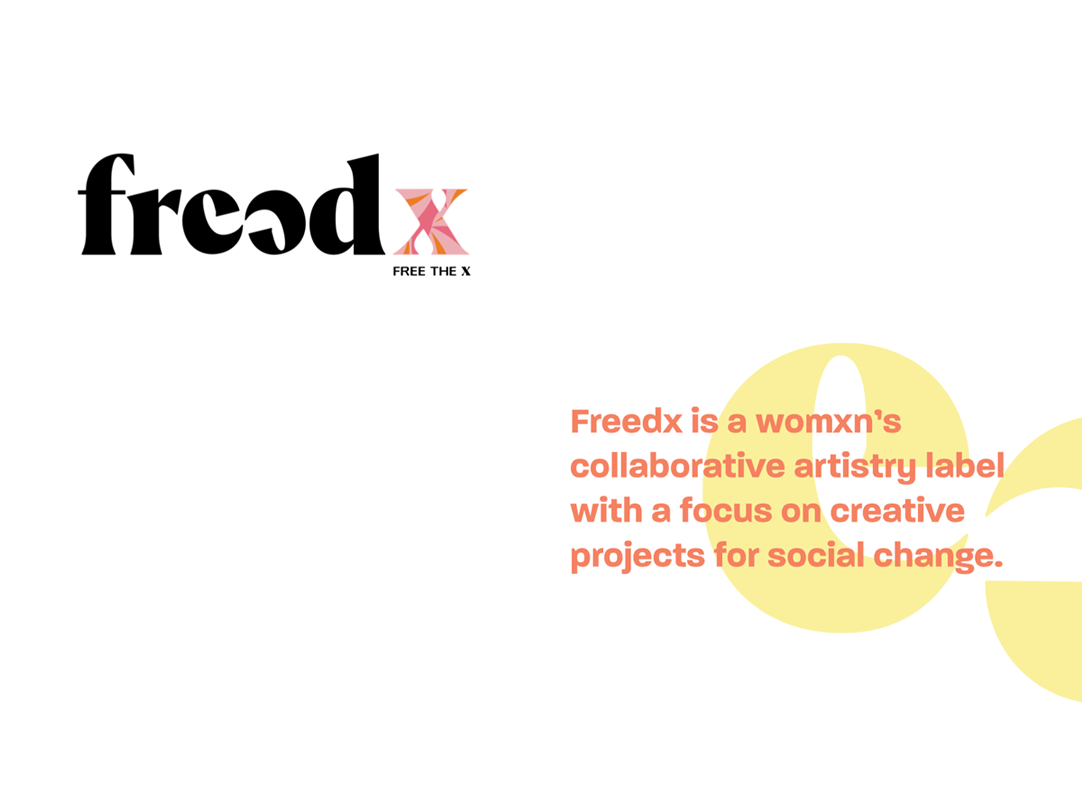 freedx
FREE THE X
Freedx is a womxn’s
collaborative artistry label
with a focus on creative
projects for social change.